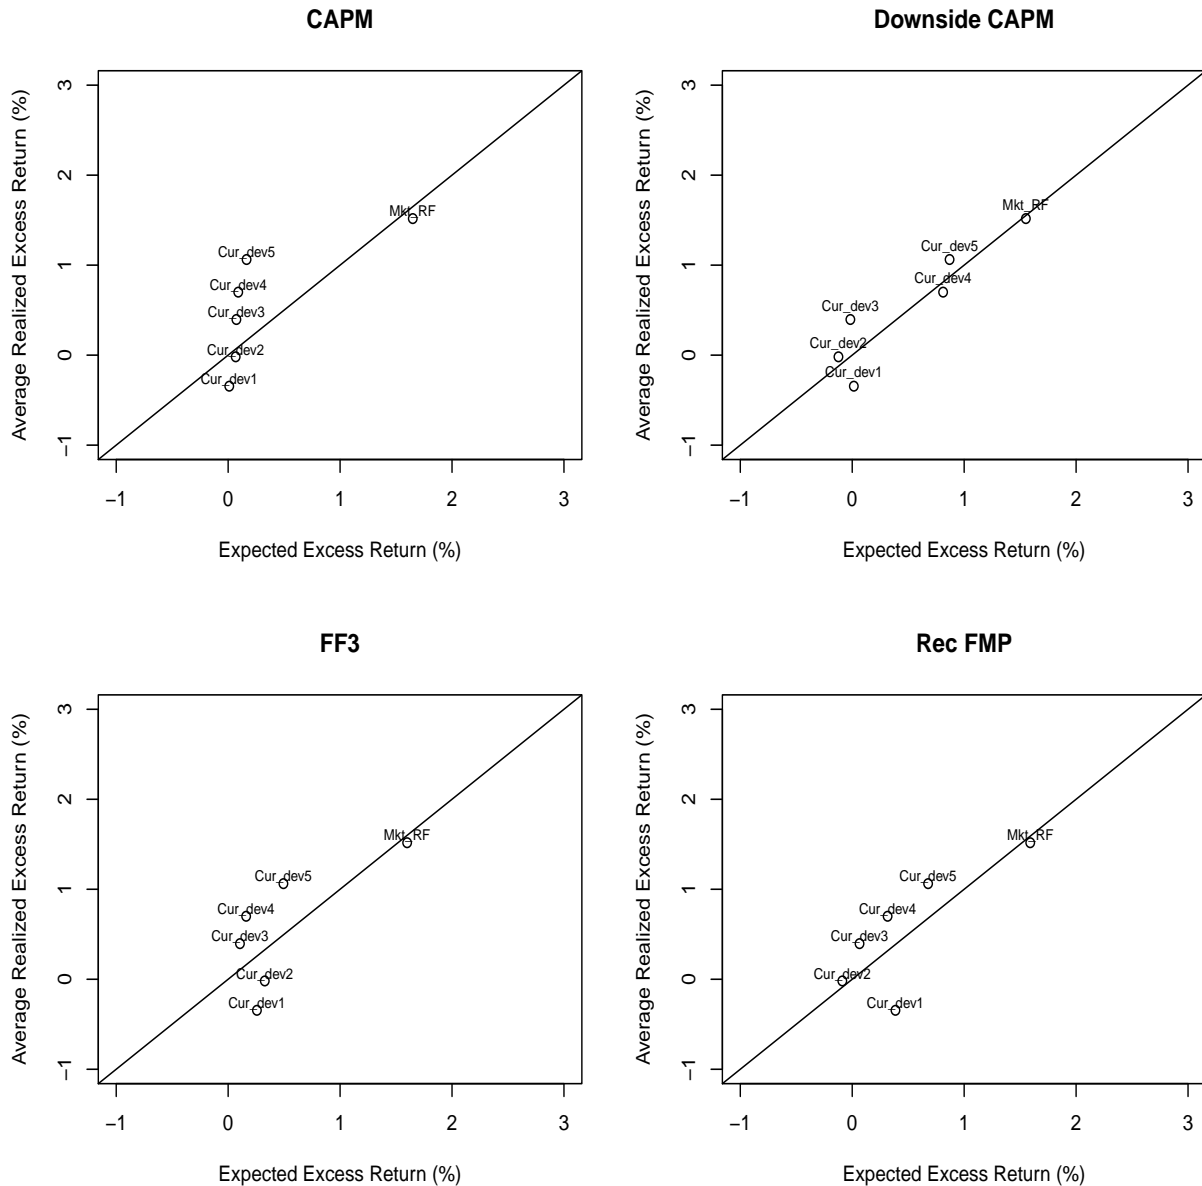 CAPM
Average Realized Excess Return (%)
3
2
1
0
−1
Mkt_RF
Cur_dev5
Cur_dev4
Cur_dev3
Cur_dev2
Cur_dev1
−1 0 1 2 3
Expected Excess Return (%)
Downside CAPM
Average Realized Excess Return (%)
3
2
1
0
−1
Mkt_RF
Cur_dev5
Cur_dev4
Cur_dev3
Cur_dev2
Cur_dev1
−1 0 1 2 3
Expected Excess Return (%)
FF3
Average Realized Excess Return (%)
3
2
1
0
−1
Mkt_RF
Cur_dev5
Cur_dev4
Cur_dev3
Cur_dev2
Cur_dev1
−1 0 1 2 3
Expected Excess Return (%)
Rec FMP
Average Realized Excess Return (%)
3
2
1
0
−1
Mkt_RF
Cur_dev5
Cur_dev4
Cur_dev3
Cur_dev2
Cur_dev1
−1 0 1 2 3
Expected Excess Return (%)